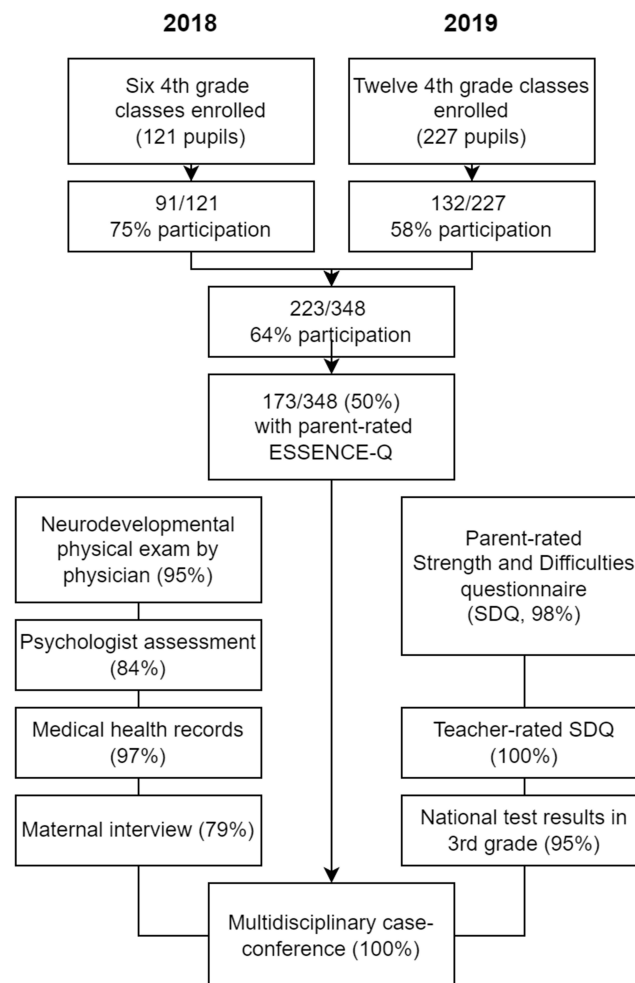 2018
2019
Six 4th grade
classes enrolled
(121 pupils)
Twelve 4th grade classes
enrolled
(227 pupils)
91/121
75% participation
132/227
58% participation
223/348
64% participation
173/348 (50%)
with parent-rated
ESSENCE-Q
Neurodevelopmental
physical exam by
physician (95%)
Parent-rated
Strength and Difficulties
questionnaire
(SDQ, 98%)
Psychologist assessment
(84%)
Medical health records
(97%)
Teacher-rated SDQ
(100%)
Maternal interview (79%)
National test results in
3rd grade (95%)
Multidisciplinary case-
conference (100%)